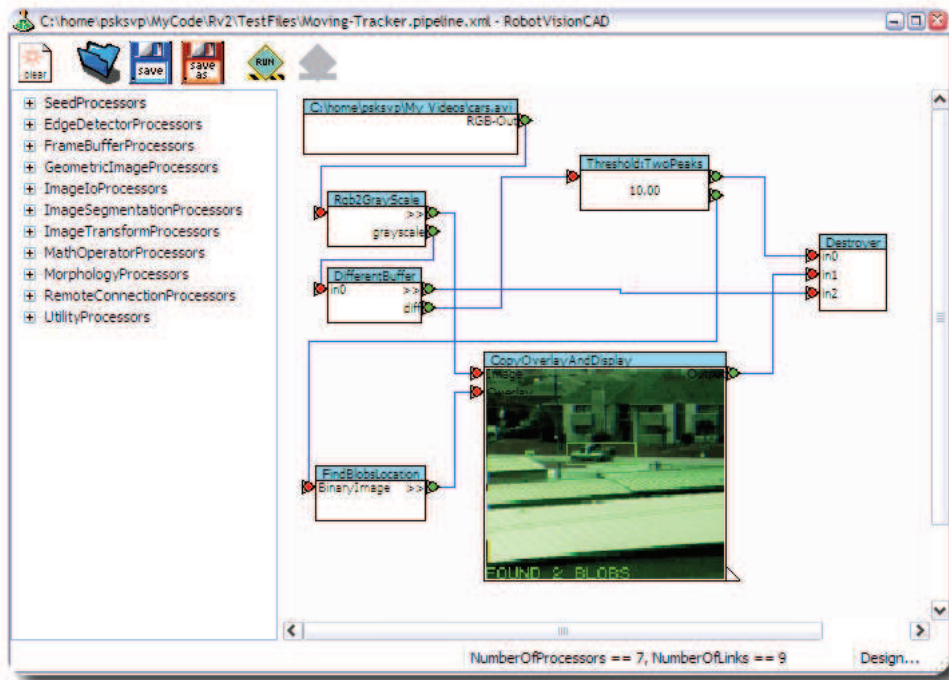 C:\home\psksvp\MyCode\Rv2\TestFiles\Moving-Tracker.pipeline.xml - RobotVisionCAD
clear
save
save as
RUN
SeedProcessors
EdgeDetectorProcessors
FrameBufferProcessors
GeometricImageProcessors
ImageIoProcessors
ImageSegmentationProcessors
ImageTransformProcessors
MathOperatorProcessors
MorphologyProcessors
RemoteConnectionProcessors
UtilityProcessors
C:\home\psksvp\My_Videos\cars.avi
RGB-Out
Threshold:TwoPeaks
10.00
Rgb2GrayScale
>>
grayscale
Destroyer
in0
in1
in2
DifferentBuffer
in0 >>
diff
CopyOverlayAndDisplay
Image Output
Overlay
FOUND 2 BLOBS
FindBlobsLocation
BinaryImage >>
NumberOfProcessors == 7, NumberOfLinks == 9
Design...